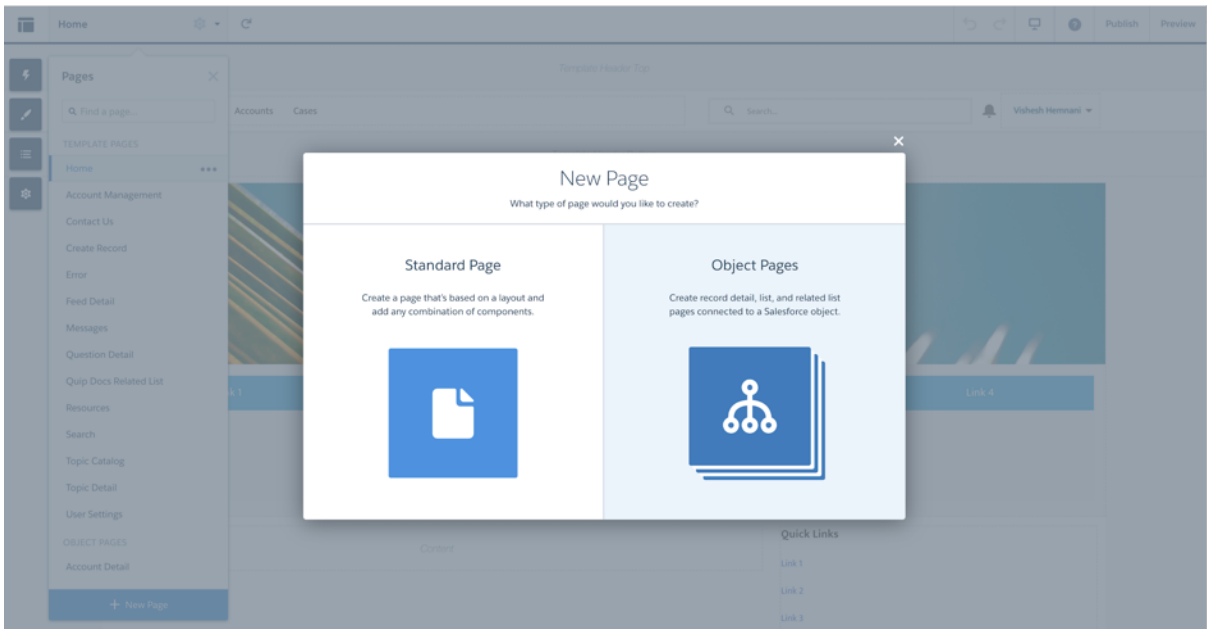 Home
Publish
Preview
Pages
Template Header Top
Find a page...
Accounts
Cases
Search...
Vishesh Hemnani
TEMPLATE PAGES
Home
Account Management
Contact Us
Create Record
Error
Feed Detail
Messages
Question Detail
Quip Docs Related List
Resources
Search
Topic Catalog
Topic Detail
User Settings
OBJECT PAGES
Account Detail
+ New Page
New Page
What type of page would you like to create?
Standard Page
Create a page that's based on a layout and
add any combination of components.
Object Pages
Create record detail, list, and related list
pages connected to a Salesforce object.
k 1
Link 4
Content
Quick Links
Link 1
Link 2
Link 3